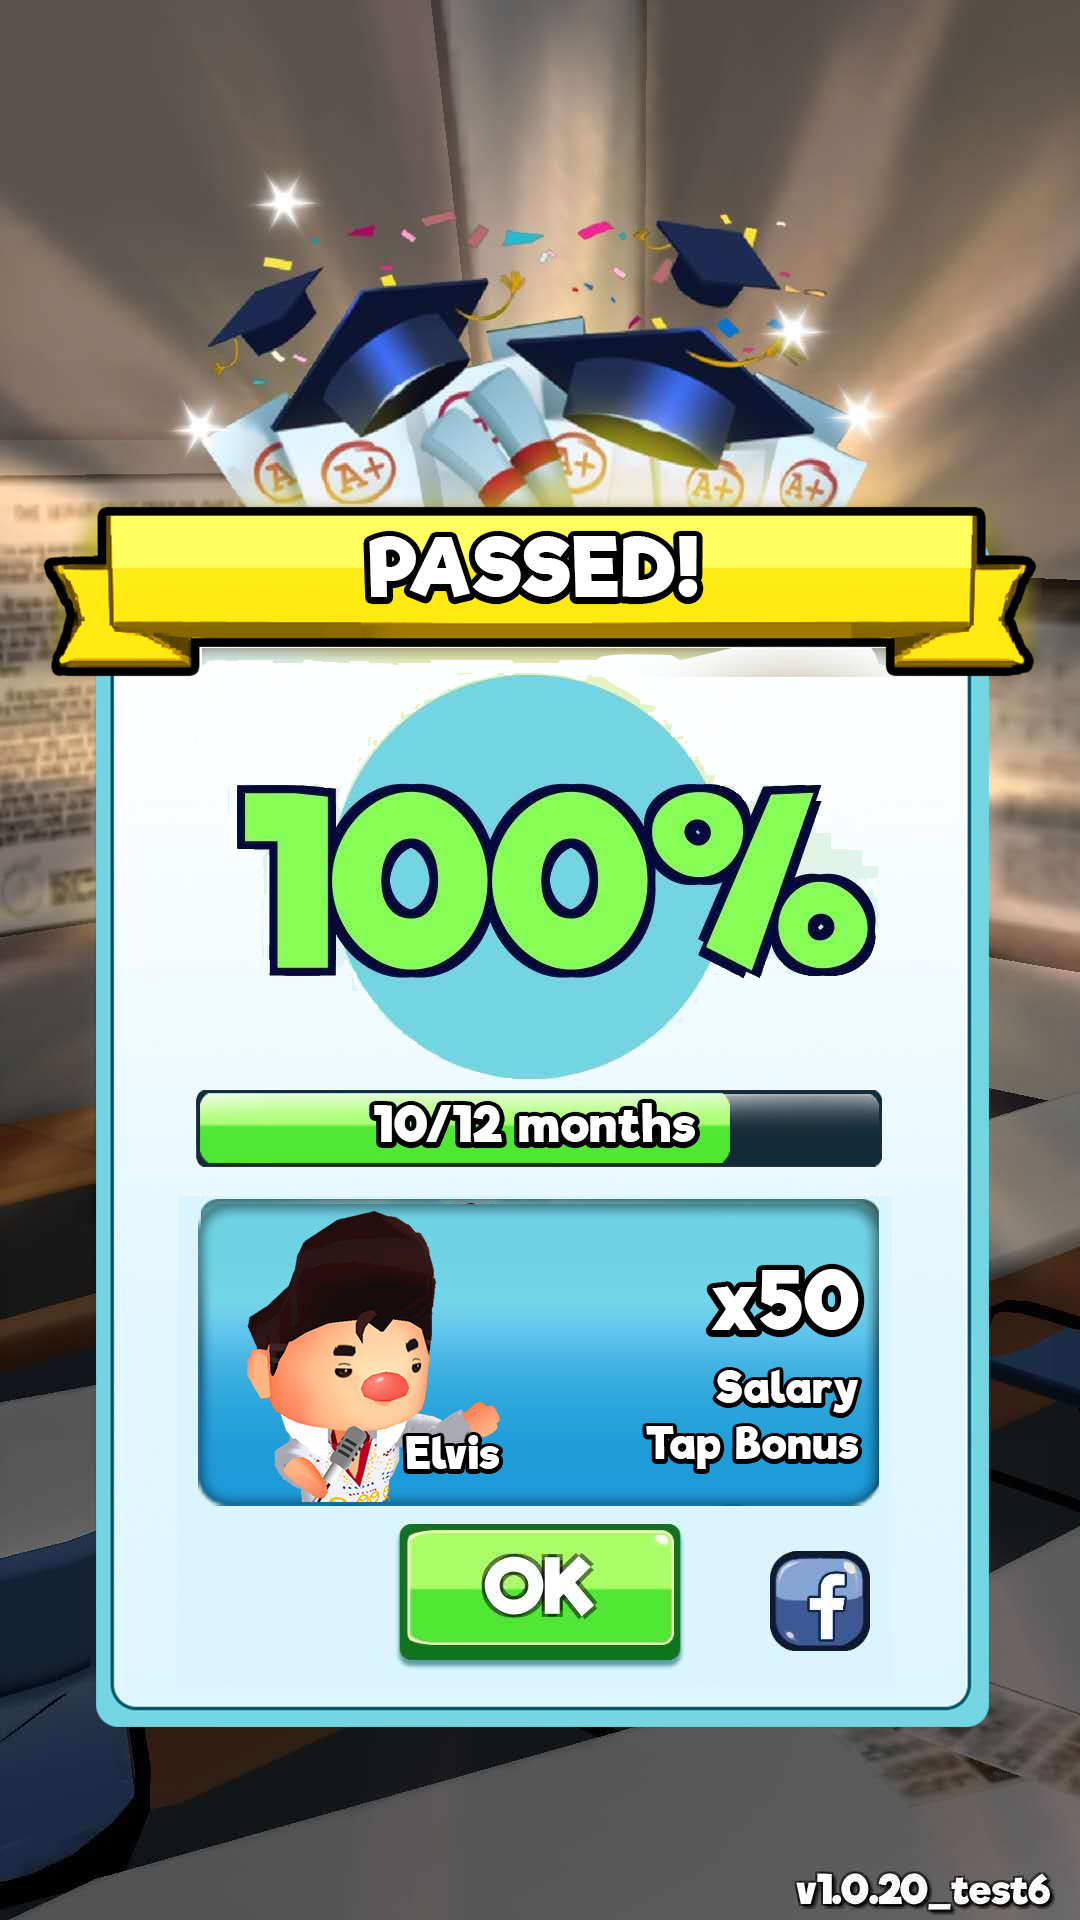 A+
A+
A+
A+
A+
PASSED!
100%
10/12 months
x50
Salary
Tap Bonus
Elvis
OK
f
v1.0.20_test6